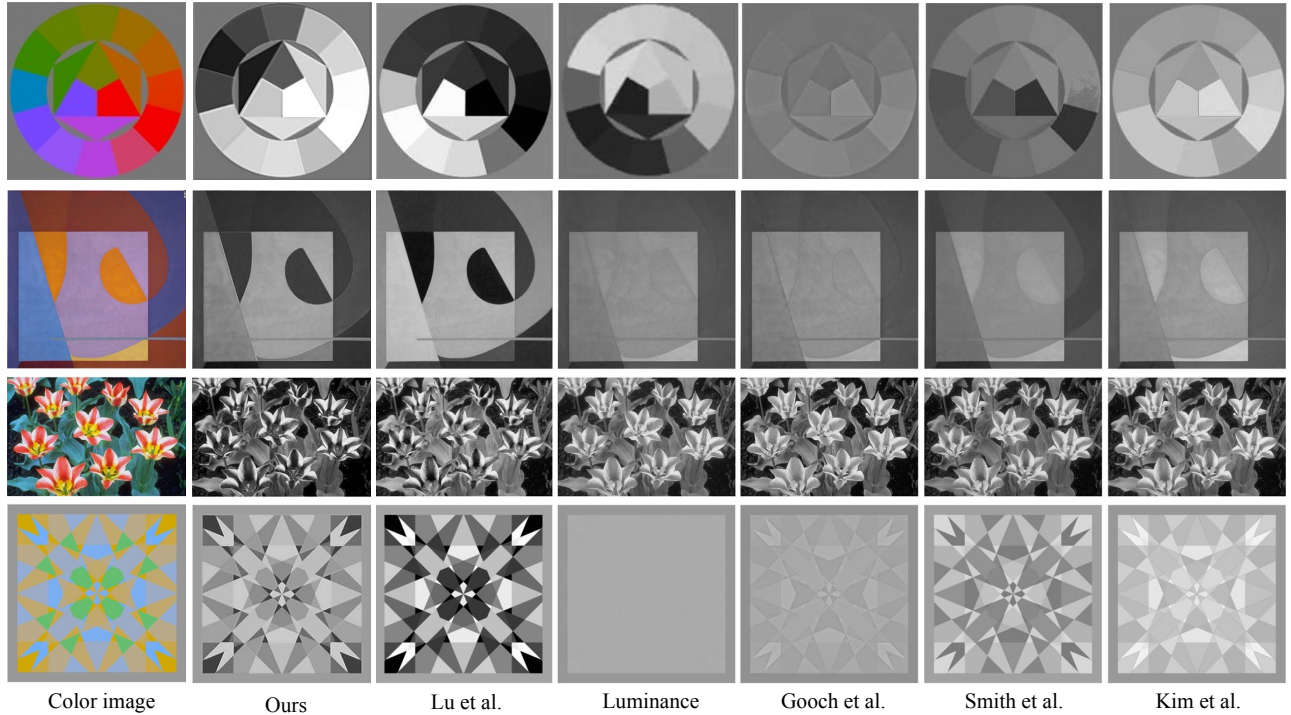 Color image
Ours
Lu et al.
Luminance
Gooch et al.
Smith et al.
Kim et al.